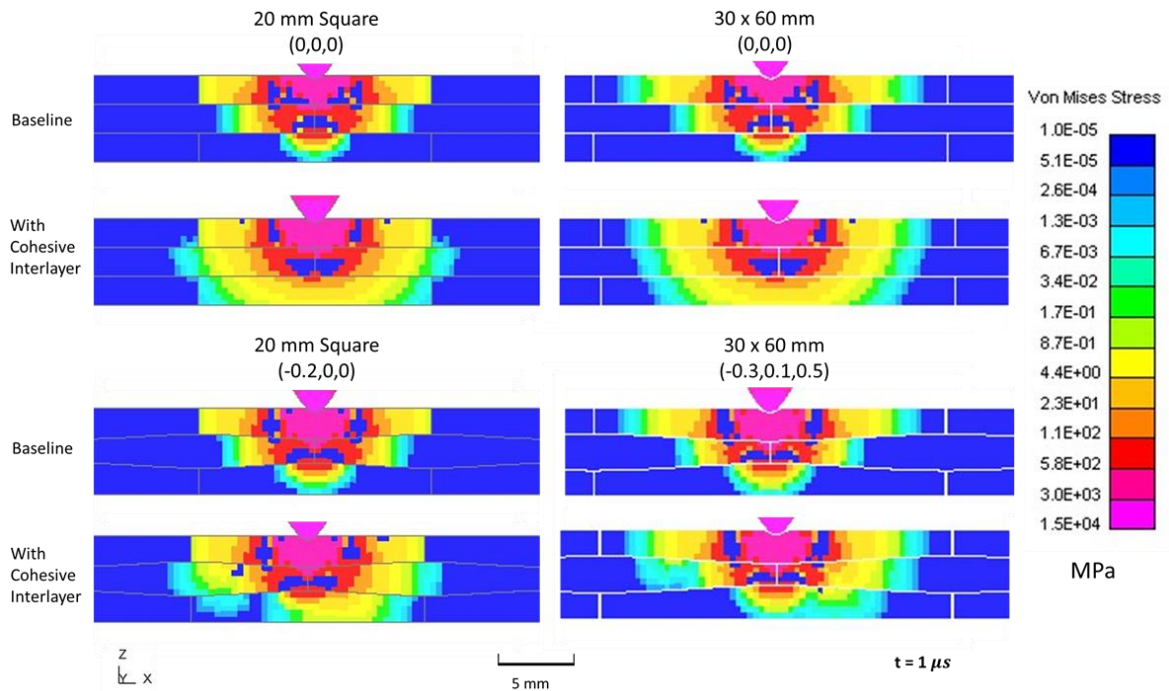 20 mm Square
(0,0,0)
30 x 60 mm
(0,0,0)
Baseline
With
Cohesive
Interlayer
20 mm Square
(-0.2,0,0)
30 x 60 mm
(-0.3,0.1,0.5)
Baseline
With
Cohesive
Interlayer
Von Mises Stress
1.0E-05
5.1E-05
2.6E-04
1.3E-03
6.7E-03
3.4E-02
1.7E-01
8.7E-01
4.4E+00
2.3E+01
1.1E+02
5.8E+02
3.0E+03
1.5E+04
MPa
Z
Y X
5 mm
t = 1 μs